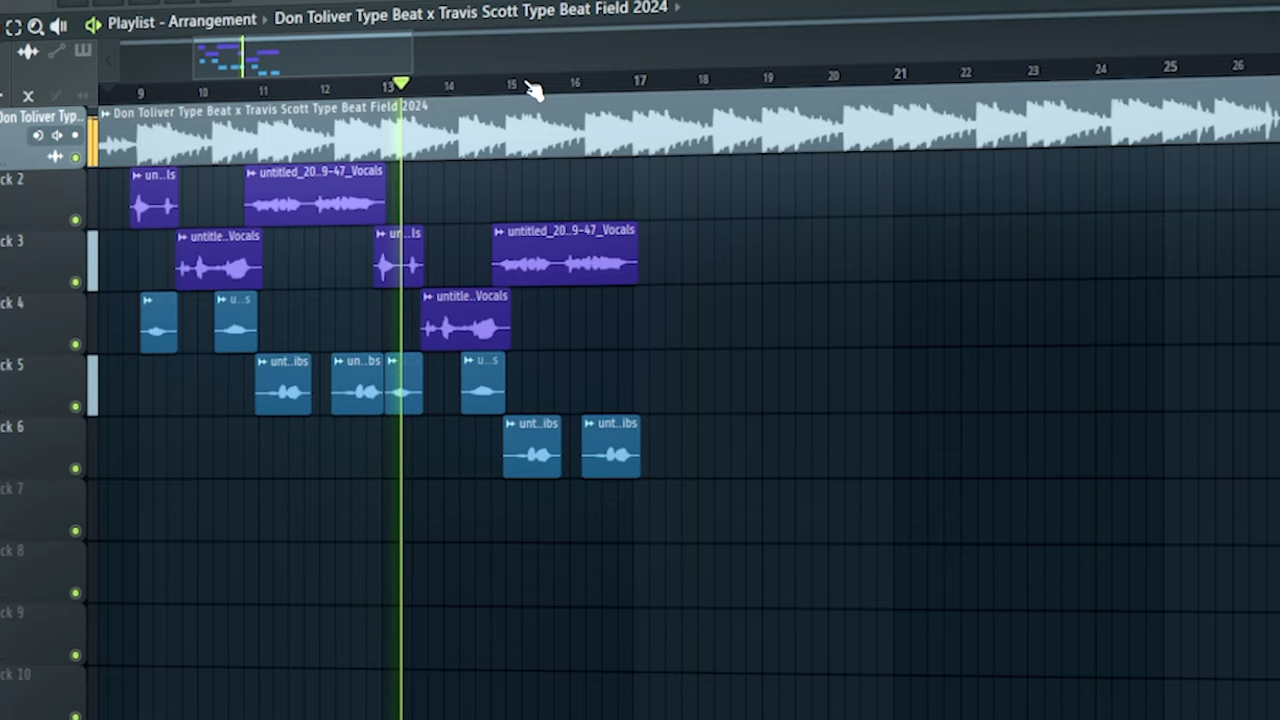 Playlist - Arrangement › Don Toliver Type Beat x Travis Scott Type Beat Field 2024 ›
9 10 11 12 13 14 15 16 17 18 19 20 21 22 23 24 25 26
Don Toliver Typ..
Don Toliver Type Beat x Travis Scott Type Beat Field 2024
ck 2
un..ls
untitled_20..9-47_Vocals
ck 3
untitle..Vocals
un..ls
untitled_20..9-47_Vocals
ck 4
u..s
untitle..Vocals
ck 5
unt..ibs
un..bs
u..s
ck 6
unt..ibs
unt..ibs
ck 7
ck 8
ck 9
ck 10